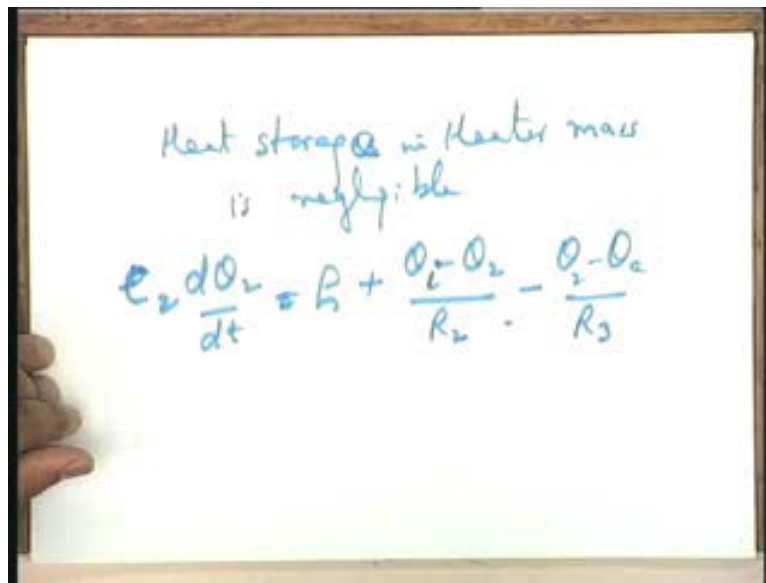 Heat storage in Heater mass
is negligible
C₂ dθ₂/dt = h + (θᵢ - θ₂)/R₂ - (θ₂ - θₐ)/R₃